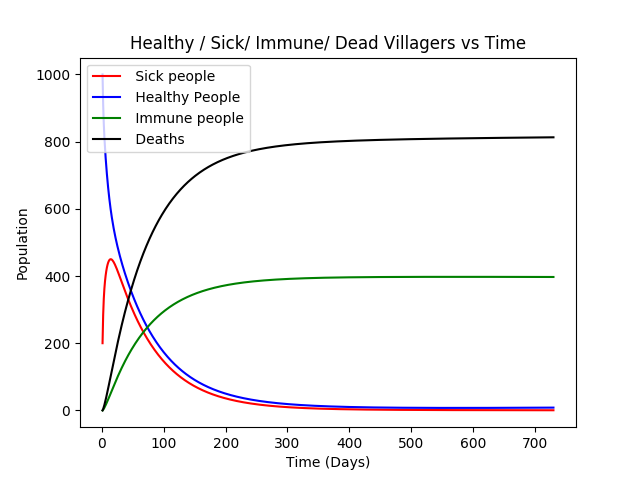 Healthy / Sick/ Immune/ Dead Villagers vs Time
Sick people
Healthy People
Immune people
Deaths
1000
800
600
400
200
0
Population
0 100 200 300 400 500 600 700
Time (Days)